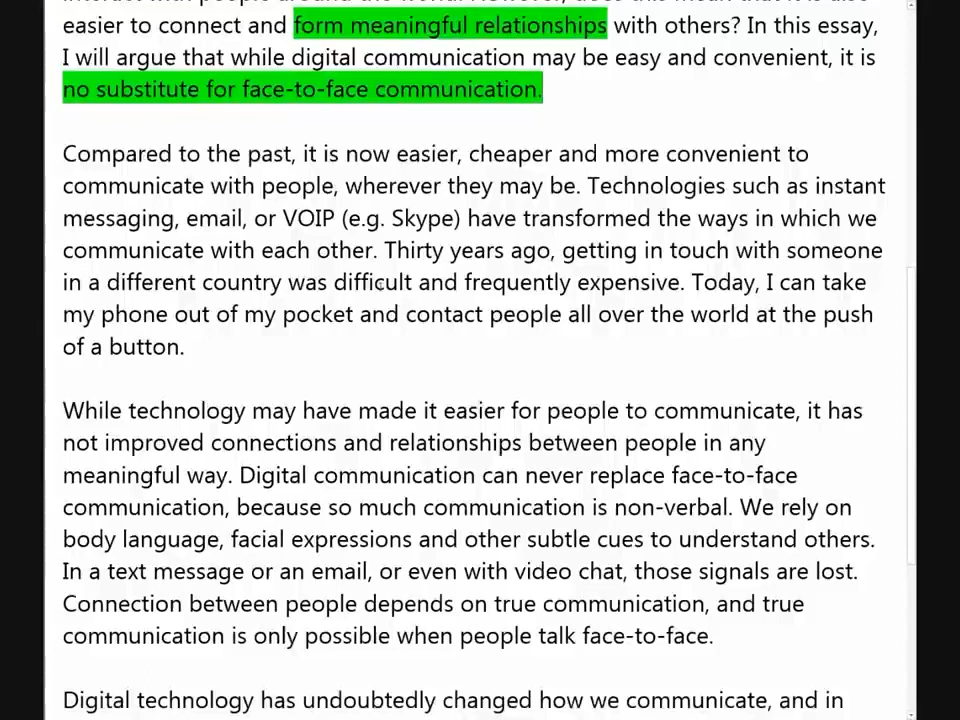 easier to connect and form meaningful relationships with others? In this essay,
I will argue that while digital communication may be easy and convenient, it is
no substitute for face-to-face communication.
Compared to the past, it is now easier, cheaper and more convenient to
communicate with people, wherever they may be. Technologies such as instant
messaging, email, or VOIP (e.g. Skype) have transformed the ways in which we
communicate with each other. Thirty years ago, getting in touch with someone
in a different country was difficult and frequently expensive. Today, I can take
my phone out of my pocket and contact people all over the world at the push
of a button.
While technology may have made it easier for people to communicate, it has
not improved connections and relationships between people in any
meaningful way. Digital communication can never replace face-to-face
communication, because so much communication is non-verbal. We rely on
body language, facial expressions and other subtle cues to understand others.
In a text message or an email, or even with video chat, those signals are lost.
Connection between people depends on true communication, and true
communication is only possible when people talk face-to-face.
Digital technology has undoubtedly changed how we communicate, and in